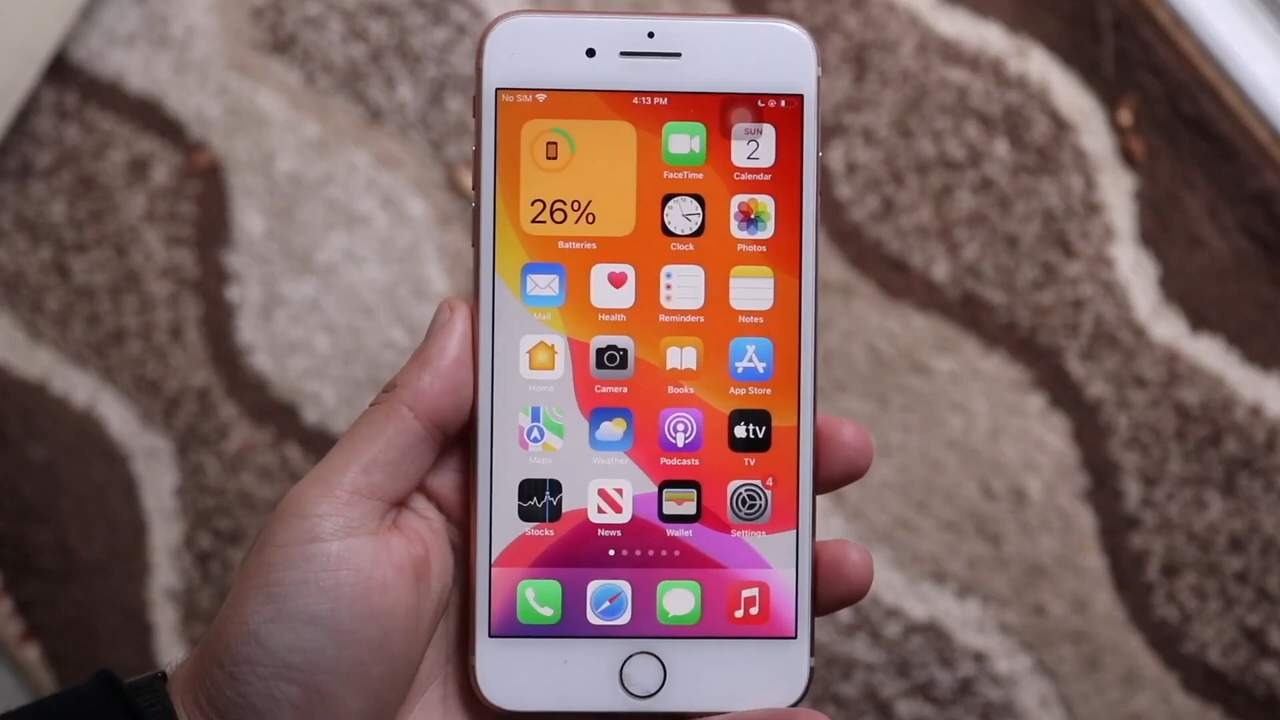 No SIM 4:13 PM
26%
Batteries
FaceTime
SUN
2
Calendar
Clock
Photos
Mail Health Reminders Notes
Home Camera Books App Store
tv
Maps Weather Podcasts TV
4
Stocks News Wallet Settings